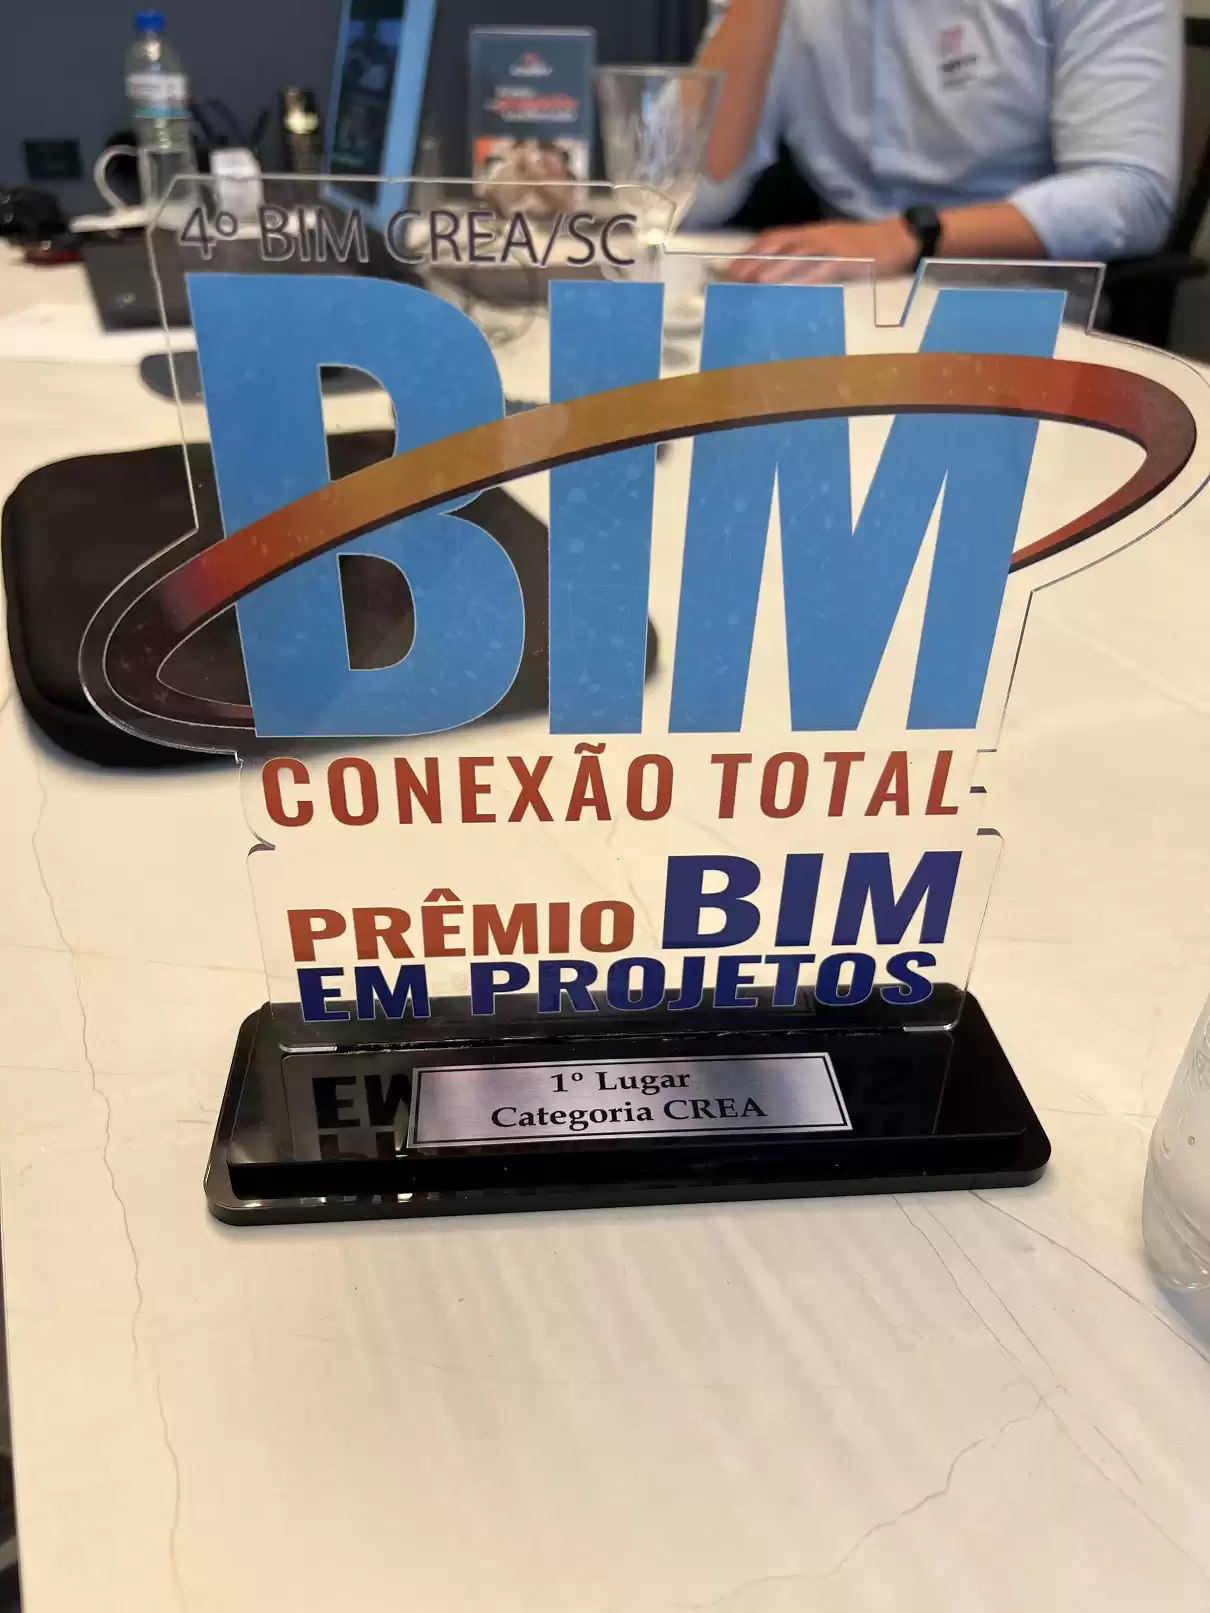 4º BIM CREA/SC
BIM
CONEXÃO TOTAL
PRÊMIO BIM
EM PROJETOS
1º Lugar
Categoria CREA